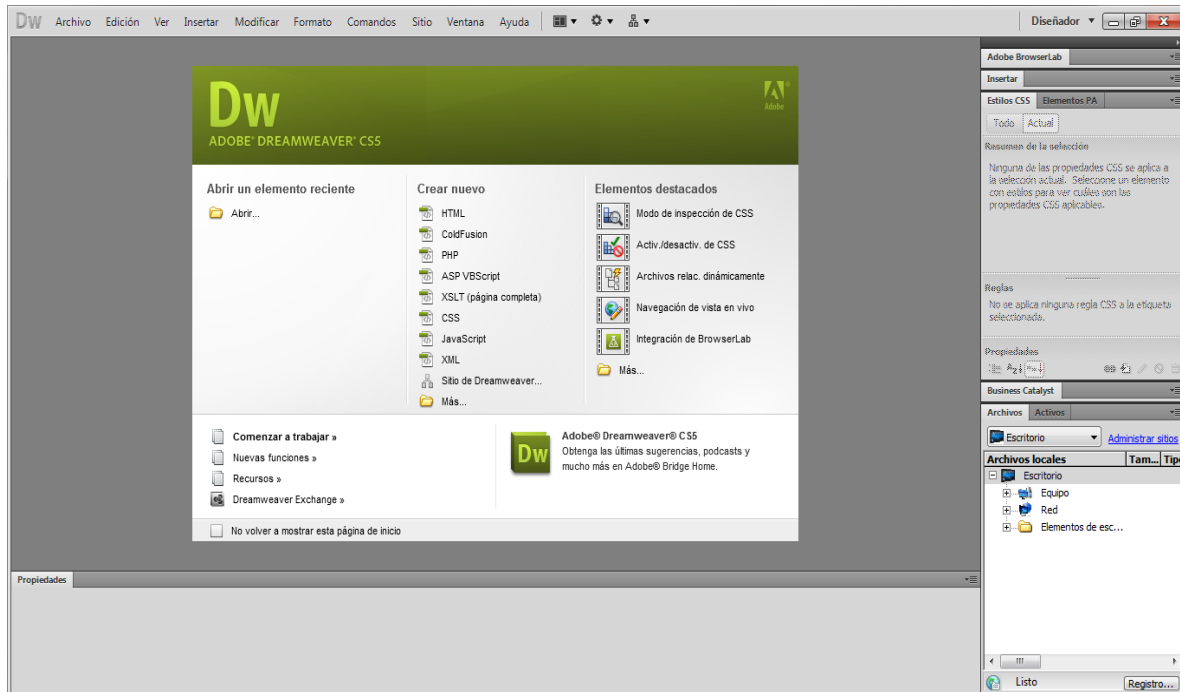 DW Archivo Edición Ver Insertar Modificar Formato Comandos Sitio Ventana Ayuda Diseñador
Dw
ADOBE® DREAMWEAVER® CS5
Adobe
Abrir un elemento reciente
Abrir...
Crear nuevo
HTML
ColdFusion
PHP
ASP VBScript
XSLT (página completa)
CSS
JavaScript
XML
Sitio de Dreamweaver...
Más...
Elementos destacados
Modo de inspección de CSS
Activ./desactiv. de CSS
Archivos relac. dinámicamente
Navegación de vista en vivo
Integración de BrowserLab
Más...
Comenzar a trabajar »
Nuevas funciones »
Recursos »
Dreamweaver Exchange »
Dw
Adobe® Dreamweaver® CS5
Obtenga las últimas sugerencias, podcasts y
mucho más en Adobe® Bridge Home.
No volver a mostrar esta página de inicio
Propiedades
Adobe BrowserLab
Insertar
Estilos CSS Elementos PA
Todo Actual
Resumen de la selección
Ninguna de las propiedades CSS se aplica a
la selección actual. Seleccione un elemento
con estilos para ver cuáles son las
propiedades CSS aplicables.
Reglas
No se aplica ninguna regla CSS a la etiqueta
seleccionada.
Propiedades
Business Catalyst
Archivos Activos
Escritorio Administrar sitios
Archivos locales Tam... Tipo
Escritorio
Equipo
Red
Elementos de esc...
Listo Registro...